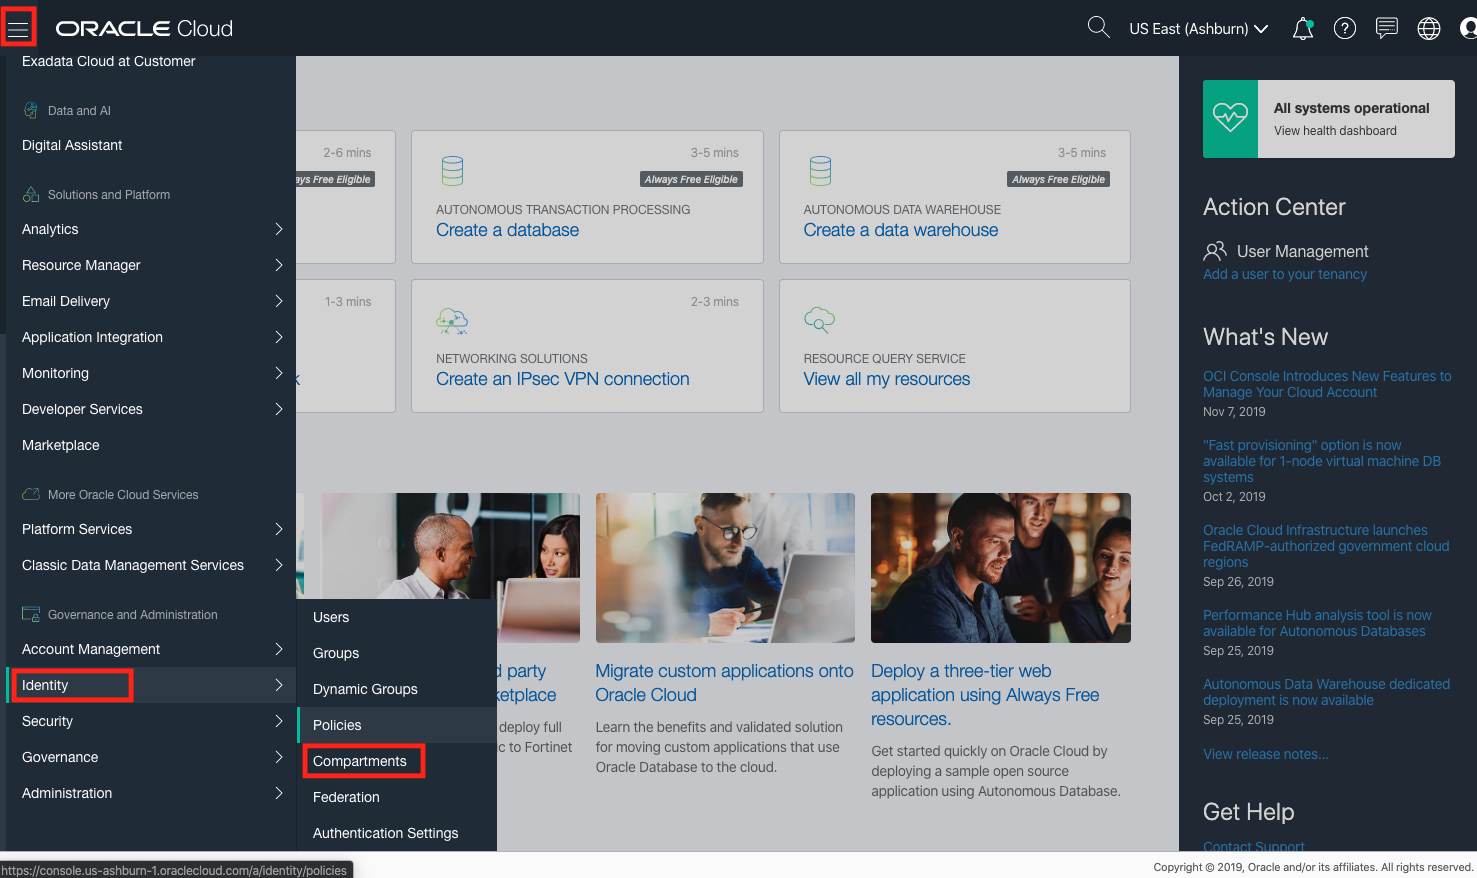 ORACLE Cloud
US East (Ashburn)
Exadata Cloud at Customer
Data and AI
Digital Assistant
Solutions and Platform
Analytics
Resource Manager
Email Delivery
Application Integration
Monitoring
Developer Services
Marketplace
More Oracle Cloud Services
Platform Services
Classic Data Management Services
Governance and Administration
Account Management
Identity
Security
Governance
Administration
Users
Groups
Dynamic Groups
Policies
Compartments
Federation
Authentication Settings
2-6 mins
ays Free Eligible
3-5 mins
Always Free Eligible
AUTONOMOUS TRANSACTION PROCESSING
Create a database
3-5 mins
Always Free Eligible
AUTONOMOUS DATA WAREHOUSE
Create a data warehouse
1-3 mins
k
2-3 mins
NETWORKING SOLUTIONS
Create an IPsec VPN connection
RESOURCE QUERY SERVICE
View all my resources
d party
etplace
deploy full
c to Fortinet
Migrate custom applications onto
Oracle Cloud
Learn the benefits and validated solution
for moving custom applications that use
Oracle Database to the cloud.
Deploy a three-tier web
application using Always Free
resources.
Get started quickly on Oracle Cloud by
deploying a sample open source
application using Autonomous Database.
All systems operational
View health dashboard
Action Center
User Management
Add a user to your tenancy
What's New
OCI Console Introduces New Features to
Manage Your Cloud Account
Nov 7, 2019
"Fast provisioning" option is now
available for 1-node virtual machine DB
systems
Oct 2, 2019
Oracle Cloud Infrastructure launches
FedRAMP-authorized government cloud
regions
Sep 26, 2019
Performance Hub analysis tool is now
available for Autonomous Databases
Sep 25, 2019
Autonomous Data Warehouse dedicated
deployment is now available
Sep 25, 2019
View release notes...
Get Help
Contact Support
https://console.us-ashburn-1.oraclecloud.com/a/identity/policies
Copyright © 2019, Oracle and/or its affiliates. All rights reserved.